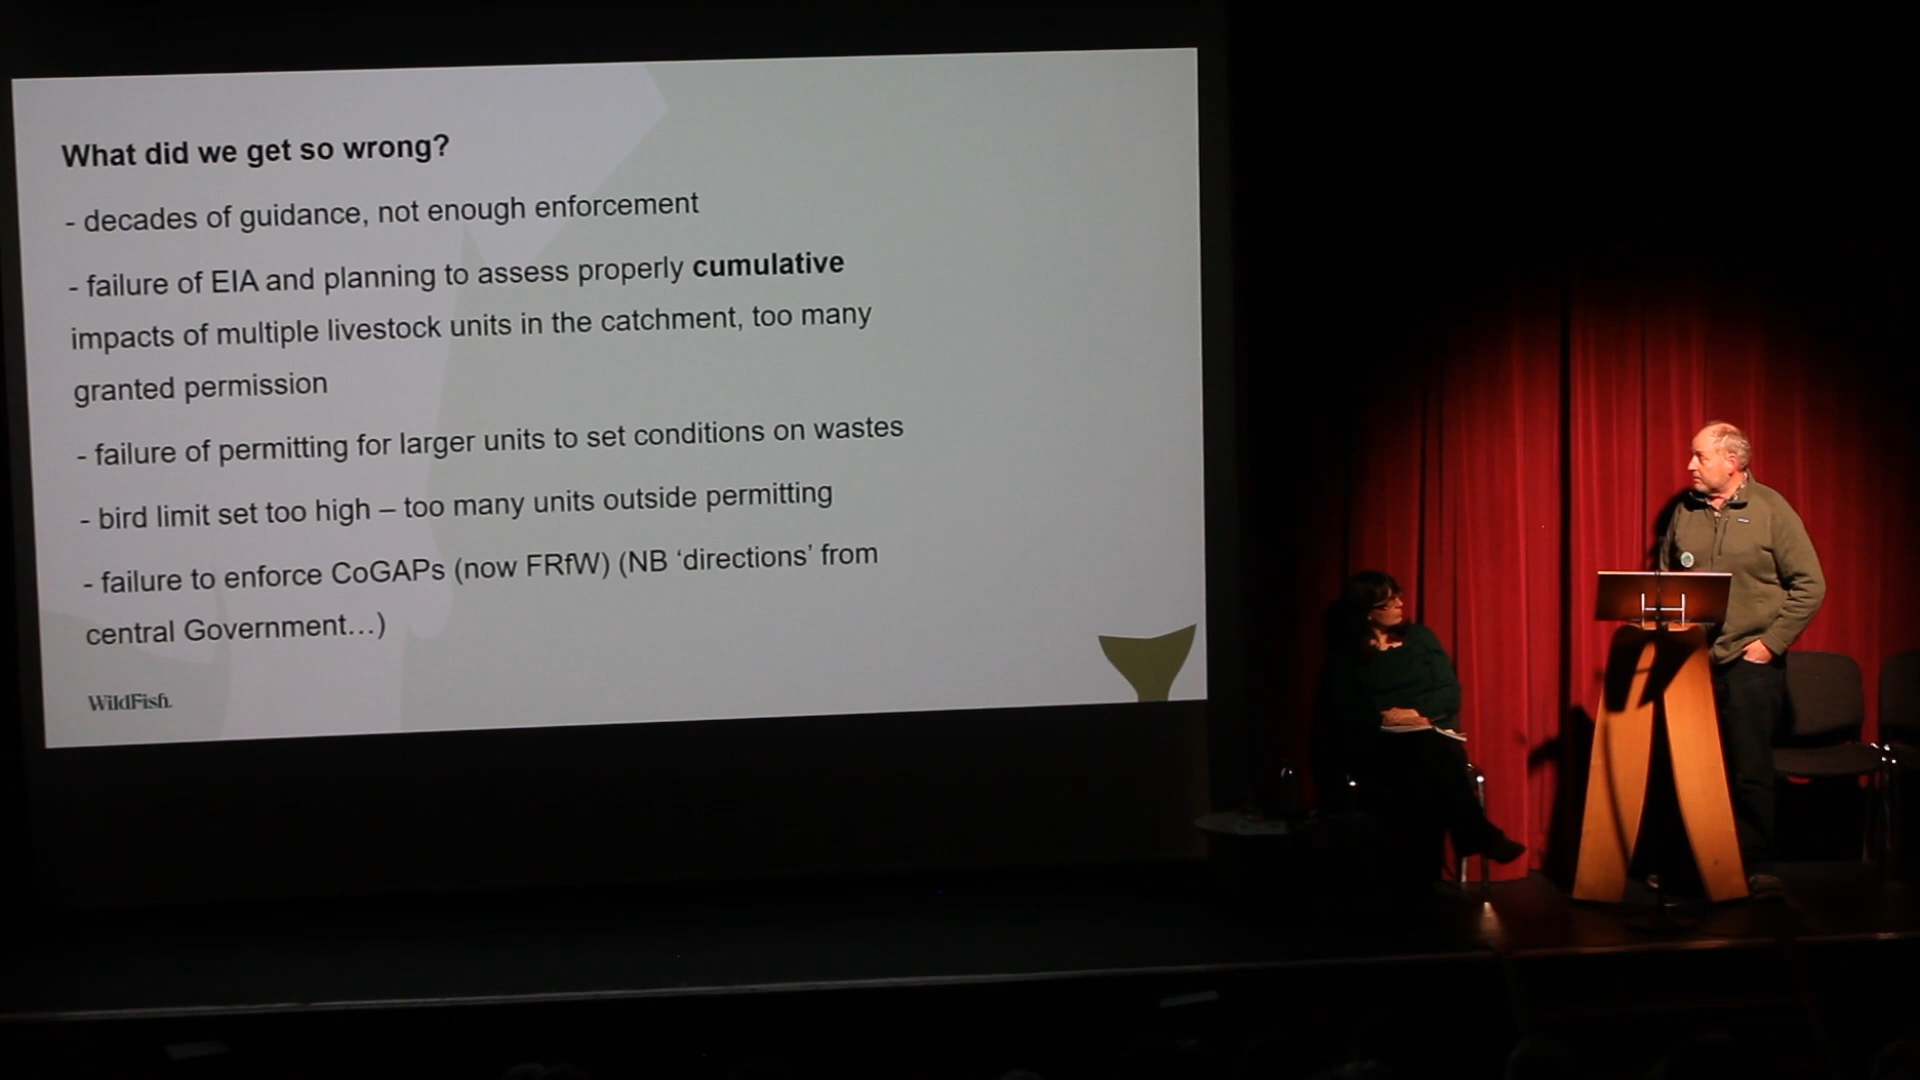 What did we get so wrong?
- decades of guidance, not enough enforcement
- failure of EIA and planning to assess properly cumulative
impacts of multiple livestock units in the catchment, too many
granted permission
- failure of permitting for larger units to set conditions on wastes
- bird limit set too high – too many units outside permitting
- failure to enforce CoGAPs (now FRfW) (NB ‘directions’ from
central Government…)
WildFish.